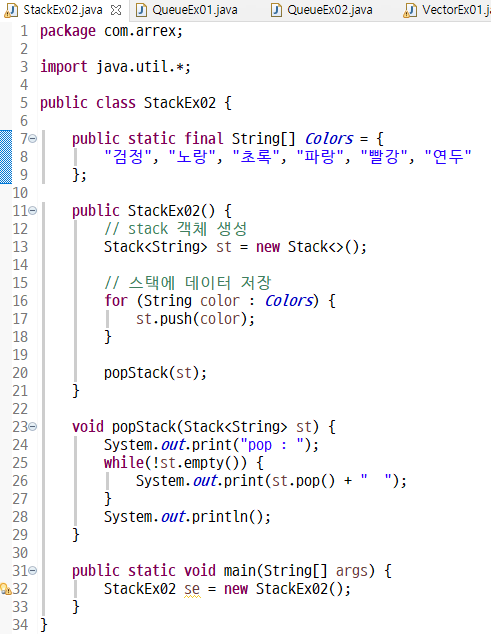 StackEx02.java QueueEx01.java QueueEx02.java VectorEx01.ja
1 package com.arrex;
2
3 import java.util.*;
4
5 public class StackEx02 {
6
7 public static final String[] Colors = {
8 "검정", "노랑", "초록", "파랑", "빨강", "연두"
9 };
10
11 public StackEx02() {
12 // stack 객체 생성
13 Stack<String> st = new Stack<>();
14
15 // 스택에 데이터 저장
16 for (String color : Colors) {
17 st.push(color);
18 }
19
20 popStack(st);
21 }
22
23 void popStack(Stack<String> st) {
24 System.out.print("pop : ");
25 while(!st.empty()) {
26 System.out.print(st.pop() + "  ");
27 }
28 System.out.println();
29 }
30
31 public static void main(String[] args) {
32 StackEx02 se = new StackEx02();
33 }
34 }